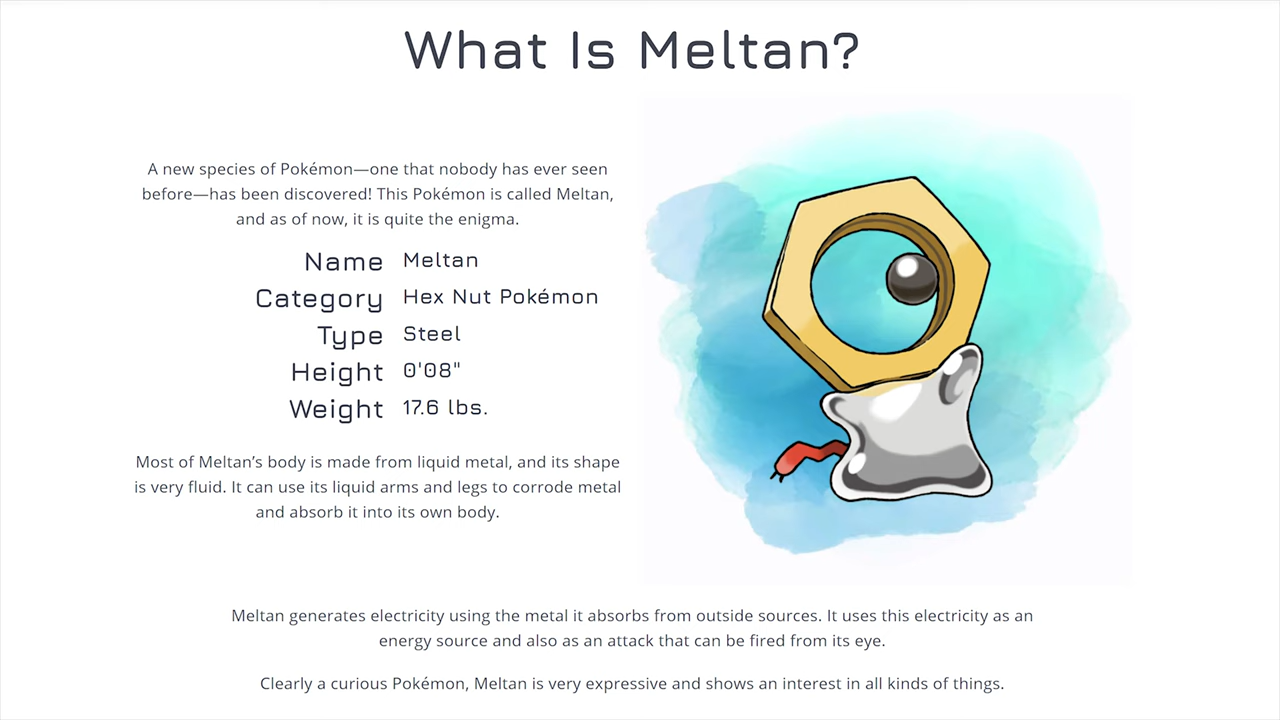 What Is Meltan?
A new species of Pokémon—one that nobody has ever seen
before—has been discovered! This Pokémon is called Meltan,
and as of now, it is quite the enigma.
Name Meltan
Category Hex Nut Pokémon
Type Steel
Height 0'08"
Weight 17.6 lbs.
Most of Meltan’s body is made from liquid metal, and its shape
is very fluid. It can use its liquid arms and legs to corrode metal
and absorb it into its own body.
Meltan generates electricity using the metal it absorbs from outside sources. It uses this electricity as an
energy source and also as an attack that can be fired from its eye.
Clearly a curious Pokémon, Meltan is very expressive and shows an interest in all kinds of things.